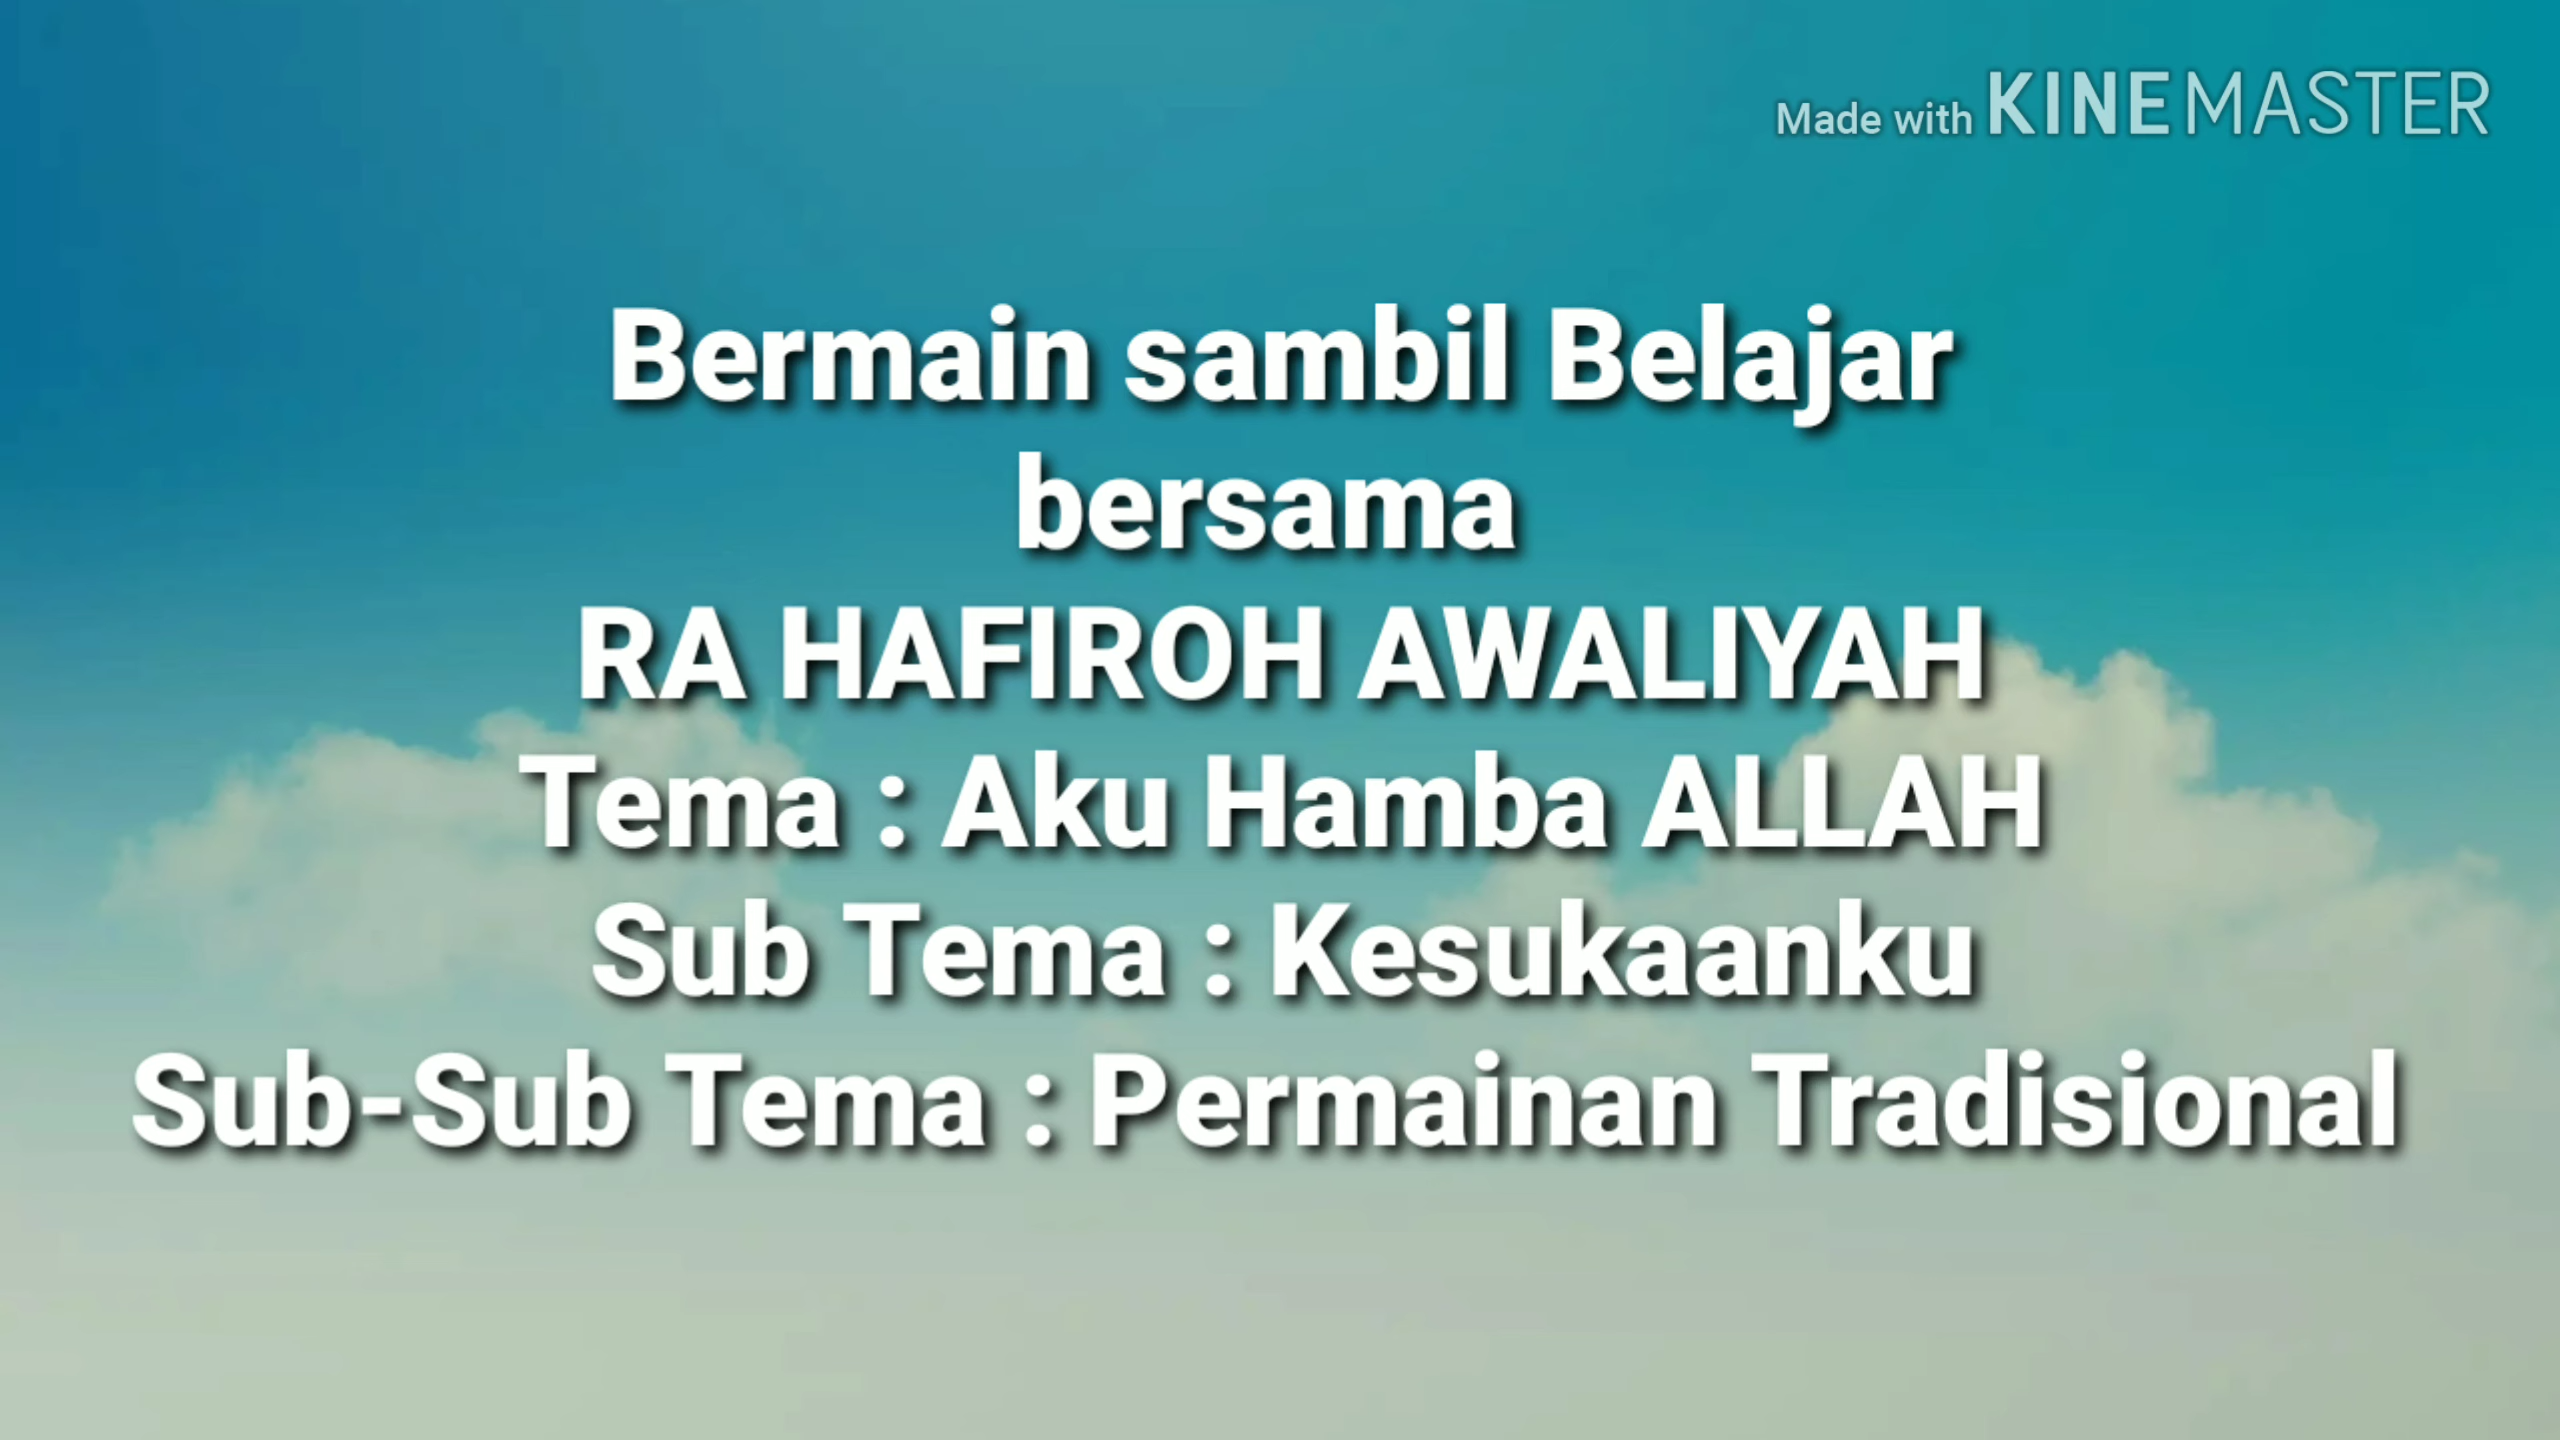 Made with KINEMASTER
Bermain sambil Belajar
bersama
RA HAFIROH AWALIYAH
Tema : Aku Hamba ALLAH
Sub Tema : Kesukaanku
Sub-Sub Tema : Permainan Tradisional